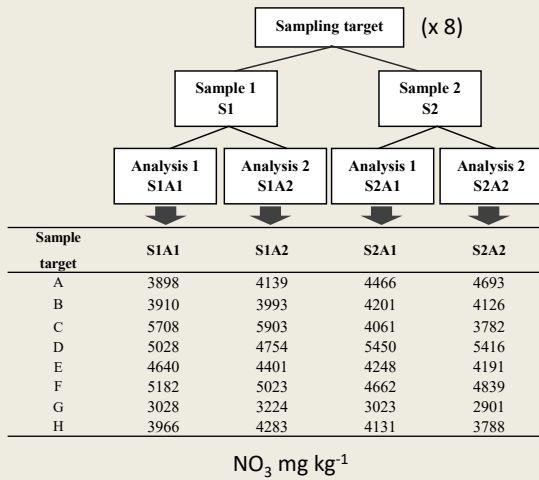 Sampling target (x 8)
Sample 1 Sample 2
S1 S2
Analysis 1 Analysis 2 Analysis 1 Analysis 2
S1A1 S1A2 S2A1 S2A2
Sample target S1A1 S1A2 S2A1 S2A2
A 3898 4139 4466 4693
B 3910 3993 4201 4126
C 5708 5903 4061 3782
D 5028 4754 5450 5416
E 4640 4401 4248 4191
F 5182 5023 4662 4839
G 3028 3224 3023 2901
H 3966 4283 4131 3788
NO₃ mg kg⁻¹